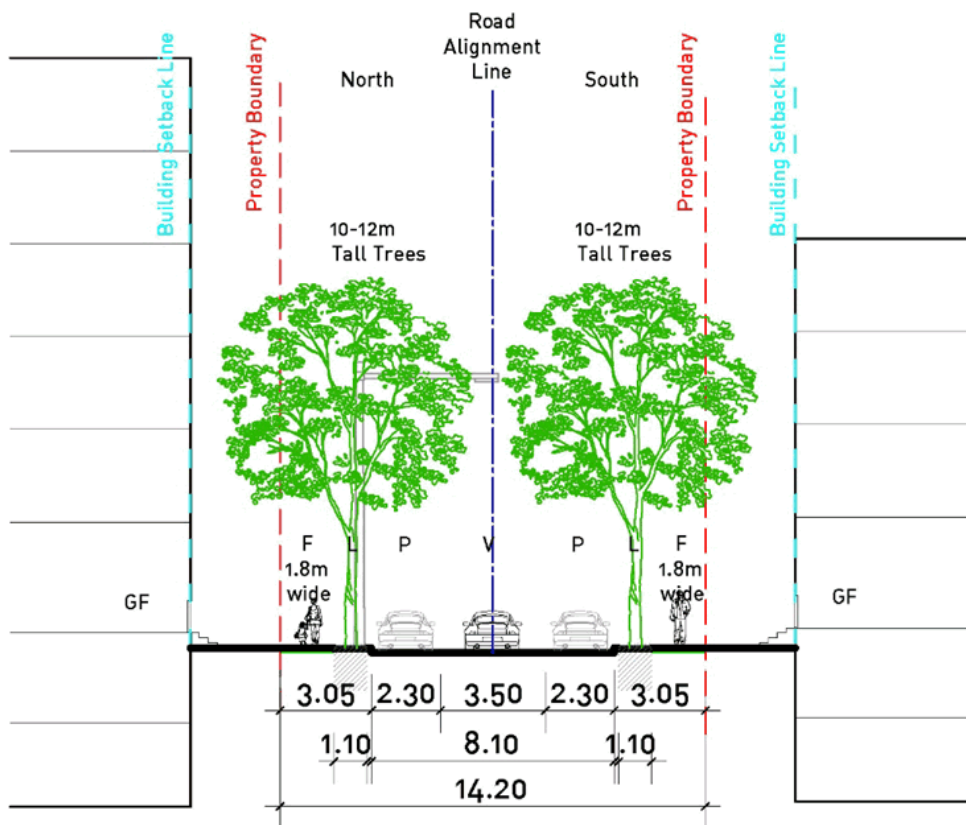 Road
Alignment
Line
North
South
Building Setback Line
Property Boundary
Property Boundary
Building Setback Line
10-12m
Tall Trees
10-12m
Tall Trees
F L P V P L F
1.8m
wide
1.8m
wide
GF
GF
3.05 2.30 3.50 2.30 3.05
1.10 8.10 1.10
14.20